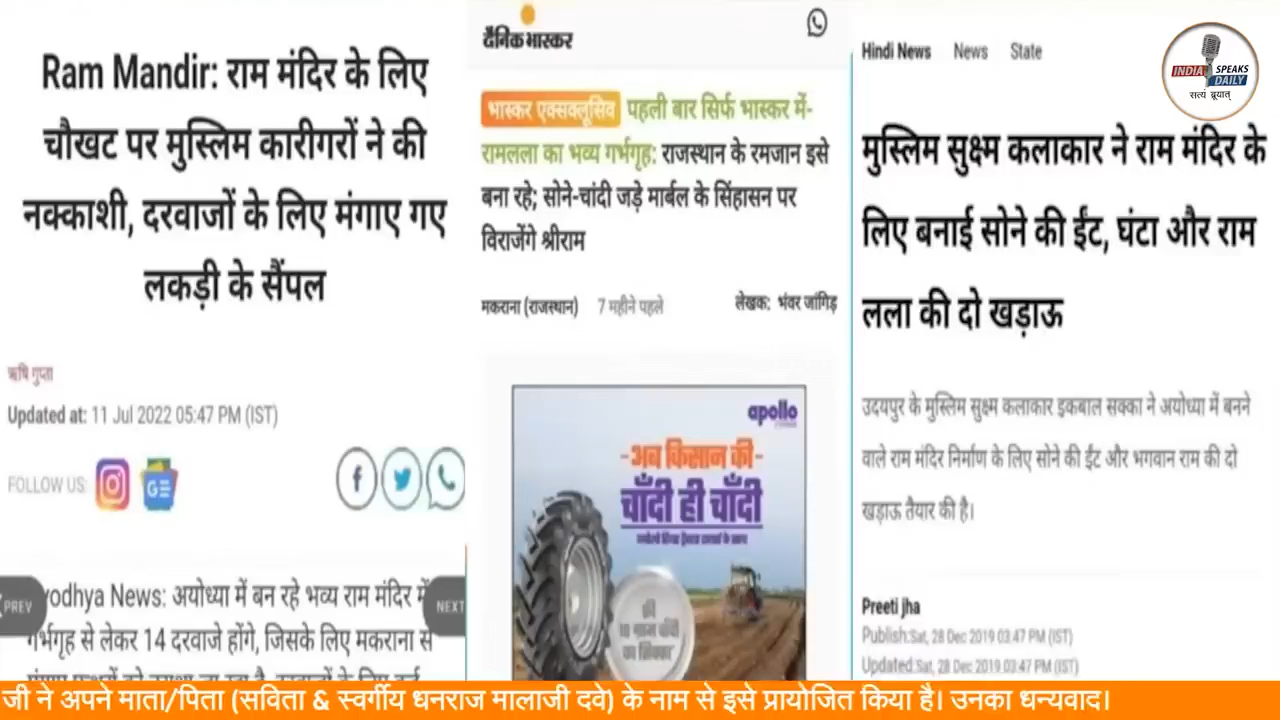 Ram Mandir: राम मंदिर के लिए
चौखट पर मुस्लिम कारीगरों ने की
नक्काशी, दरवाजों के लिए मंगाए गए
लकड़ी के सैंपल
ऋषि गुप्ता
Updated at: 11 Jul 2022 05:47 PM (IST)
FOLLOW US:
PREV
NEXT
yodhya News: अयोध्या में बन रहे भव्य राम मंदिर में
गर्भगृह से लेकर 14 दरवाजे होंगे, जिसके लिए मकराना से
दैनिक भास्कर
भास्कर एक्सक्लूसिव पहली बार सिर्फ भास्कर में-
रामलला का भव्य गर्भगृह: राजस्थान के रमजान इसे
बना रहे; सोने-चांदी जड़े मार्बल के सिंहासन पर
विराजेंगे श्रीराम
मकराना (राजस्थान) 7 महीने पहले लेखक: भंवर जांगिड़
apollo
-अब किसान की-
चाँदी ही चाँदी
Hindi News News State
मुस्लिम सुक्ष्म कलाकार ने राम मंदिर के
लिए बनाई सोने की ईंट, घंटा और राम
लला की दो खड़ाऊ
उदयपुर के मुस्लिम सुक्ष्म कलाकार इकबाल सक्का ने अयोध्या में बनने
वाले राम मंदिर निर्माण के लिए सोने की ईंट और भगवान राम की दो
खड़ाऊ तैयार की है।
Preeti jha
Publish:Sat, 28 Dec 2019 03:47 PM (IST)
Updated:Sat, 28 Dec 2019 03:47 PM (IST)
INDIA SPEAKS
DAILY
सत्यं ब्रूयात्
जी ने अपने माता/पिता (सविता & स्वर्गीय धनराज मालाजी दवे) के नाम से इसे प्रायोजित किया है। उनका धन्यवाद।